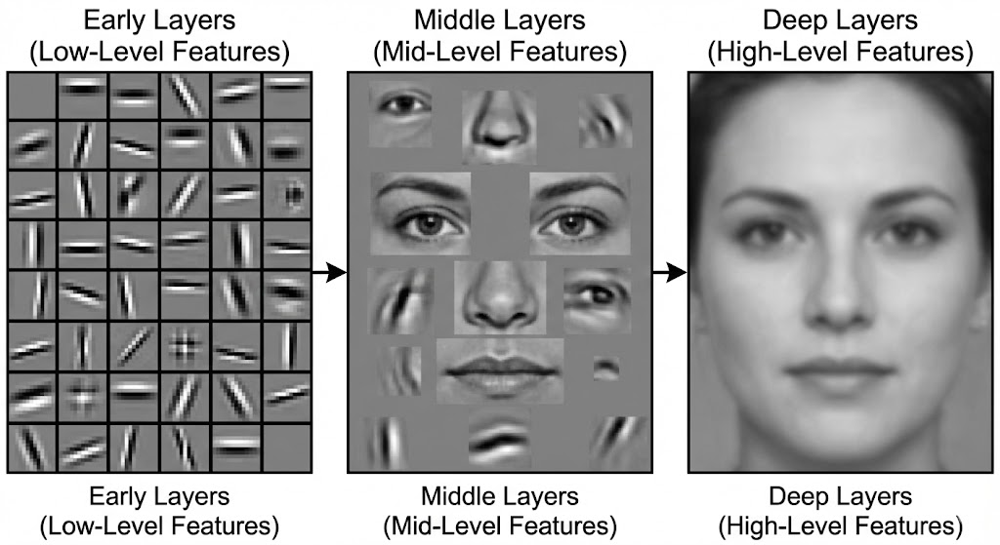 Early Layers
(Low-Level Features)
Middle Layers
(Mid-Level Features)
Deep Layers
(High-Level Features)
Early Layers
(Low-Level Features)
Middle Layers
(Mid-Level Features)
Deep Layers
(High-Level Features)